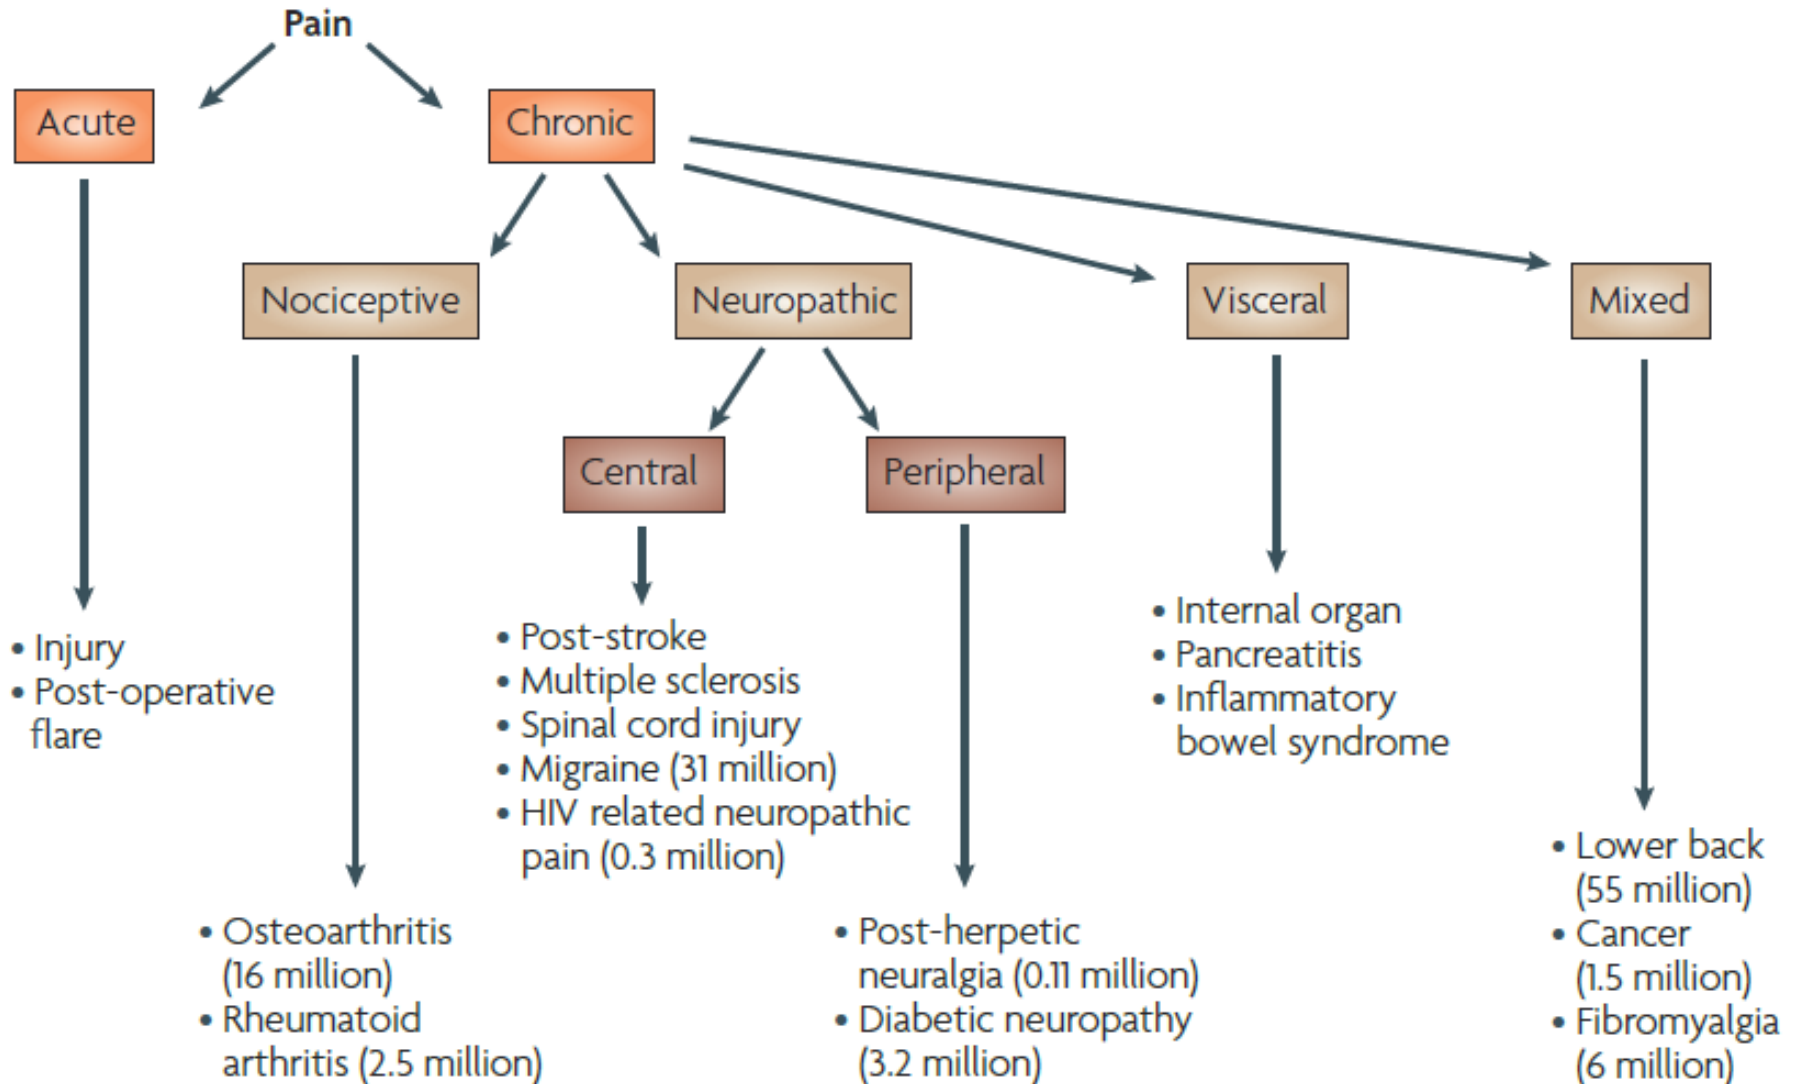 Pain
Acute
Chronic
Nociceptive
Neuropathic
Visceral
Mixed
Central
Peripheral
• Injury
• Post-operative
flare
• Osteoarthritis
(16 million)
• Rheumatoid
arthritis (2.5 million)
• Post-stroke
• Multiple sclerosis
• Spinal cord injury
• Migraine (31 million)
• HIV related neuropathic
pain (0.3 million)
• Post-herpetic
neuralgia (0.11 million)
• Diabetic neuropathy
(3.2 million)
• Internal organ
• Pancreatitis
• Inflammatory
bowel syndrome
• Lower back
(55 million)
• Cancer
(1.5 million)
• Fibromyalgia
(6 million)